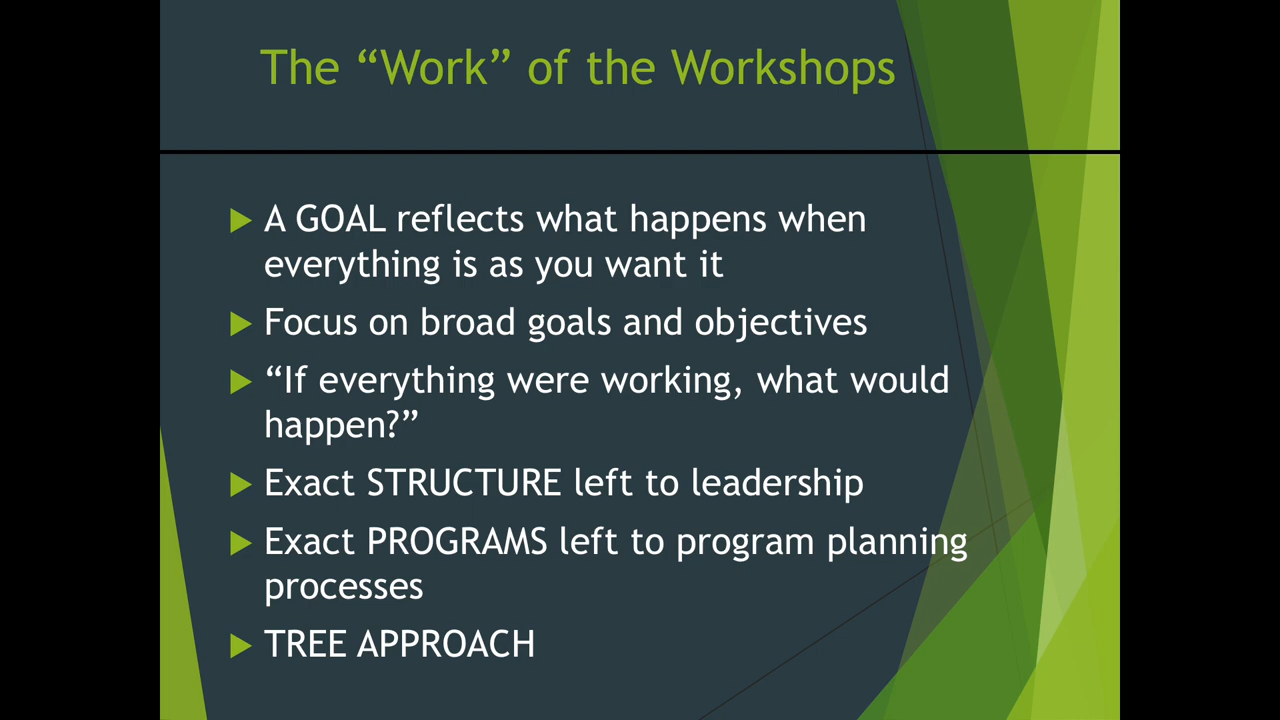 The “Work” of the Workshops
A GOAL reflects what happens when
everything is as you want it
Focus on broad goals and objectives
“If everything were working, what would
happen?”
Exact STRUCTURE left to leadership
Exact PROGRAMS left to program planning
processes
TREE APPROACH